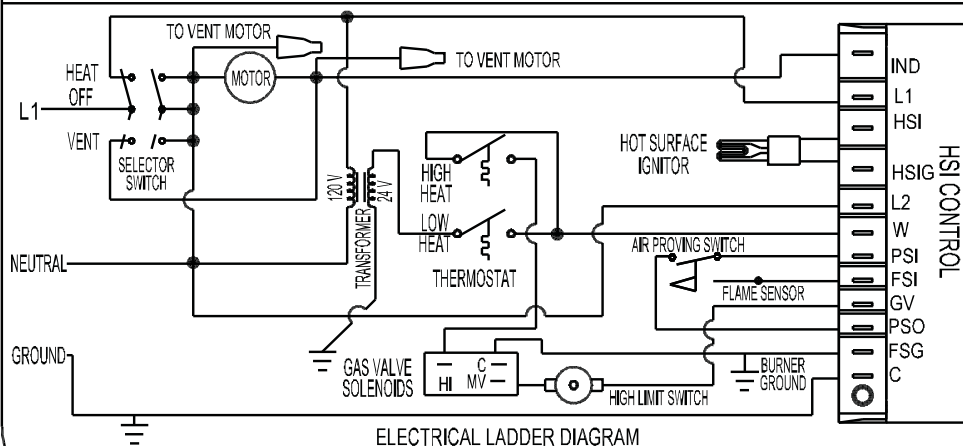 TO VENT MOTOR
TO VENT MOTOR
HEAT
OFF
MOTOR
L1
VENT
SELECTOR
SWITCH
NEUTRAL
GROUND
120 V
24 V
TRANSFORMER
HIGH
HEAT
LOW
HEAT
THERMOSTAT
HOT SURFACE
IGNITOR
AIR PROVING SWITCH
FLAME SENSOR
GAS VALVE
SOLENOIDS
HI
C
MV
HIGH LIMIT SWITCH
BURNER
GROUND
IND
L1
HSI
HSIG
L2
W
PSI
FSI
GV
PSO
FSG
C
HSI CONTROL
ELECTRICAL LADDER DIAGRAM